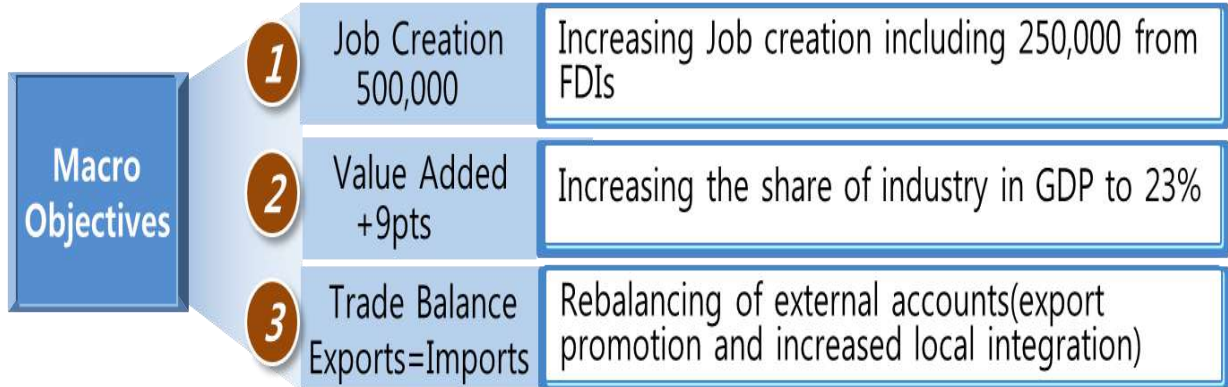 Macro
Objectives
1
Job Creation
500,000
Increasing Job creation including 250,000 from
FDIs
2
Value Added
+9pts
Increasing the share of industry in GDP to 23%
3
Trade Balance
Exports=Imports
Rebalancing of external accounts(export
promotion and increased local integration)